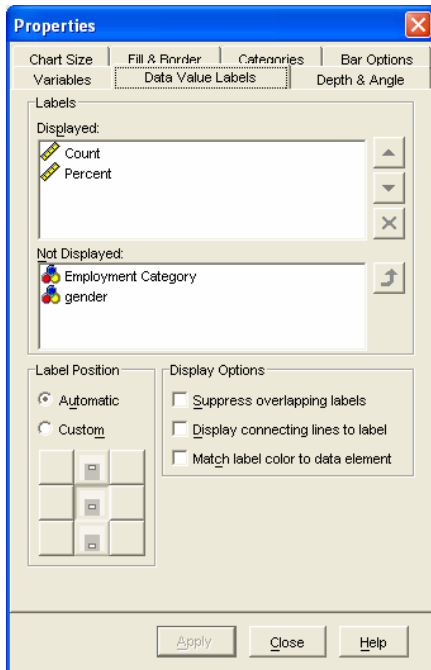 Properties
Chart Size Fill & Border Categories Bar Options
Variables Data Value Labels Depth & Angle
Labels
Displayed:
Count
Percent
Not Displayed:
Employment Category
gender
Label Position
Automatic
Custom
Display Options
Suppress overlapping labels
Display connecting lines to label
Match label color to data element
Apply Close Help